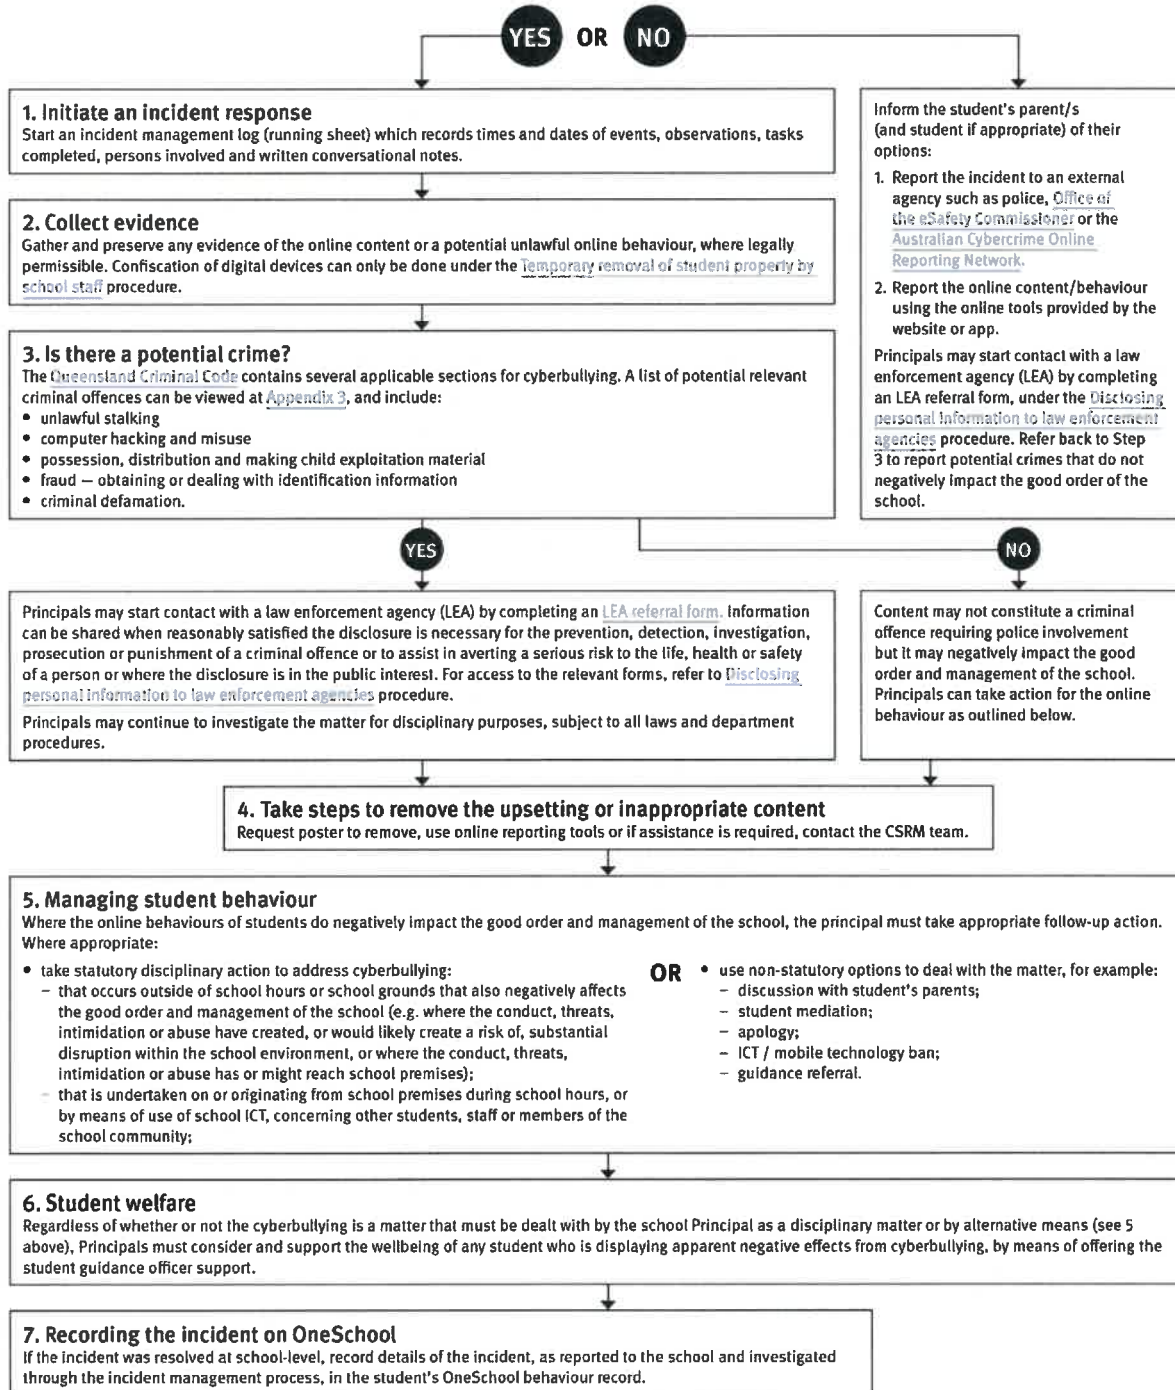 YES OR NO
1. Initiate an incident response
Start an incident management log (running sheet) which records times and dates of events, observations, tasks
completed, persons involved and written conversational notes.
2. Collect evidence
Gather and preserve any evidence of the online content or a potential unlawful online behaviour, where legally
permissible. Confiscation of digital devices can only be done under the Temporary removal of student property by
school staff procedure.
3. Is there a potential crime?
The Queensland Criminal Code contains several applicable sections for cyberbullying. A list of potential relevant
criminal offences can be viewed at Appendix 3, and include:
• unlawful stalking
• computer hacking and misuse
• possession, distribution and making child exploitation material
• fraud – obtaining or dealing with identification information
• criminal defamation.
Inform the student's parent/s
(and student if appropriate) of their
options:
1. Report the incident to an external
agency such as police, Office of
the eSafety Commissioner or the
Australian Cybercrime Online
Reporting Network.
2. Report the online content/behaviour
using the online tools provided by the
website or app.
Principals may start contact with a law
enforcement agency (LEA) by completing
an LEA referral form, under the Disclosing
personal information to law enforcement
agencies procedure. Refer back to Step
3 to report potential crimes that do not
negatively impact the good order of the
school.
YES
NO
Principals may start contact with a law enforcement agency (LEA) by completing an LEA referral form. Information
can be shared when reasonably satisfied the disclosure is necessary for the prevention, detection, investigation,
prosecution or punishment of a criminal offence or to assist in averting a serious risk to the life, health or safety
of a person or where the disclosure is in the public interest. For access to the relevant forms, refer to Disclosing
personal information to law enforcement agencies procedure.
Principals may continue to investigate the matter for disciplinary purposes, subject to all laws and department
procedures.
Content may not constitute a criminal
offence requiring police involvement
but it may negatively impact the good
order and management of the school.
Principals can take action for the online
behaviour as outlined below.
4. Take steps to remove the upsetting or inappropriate content
Request poster to remove, use online reporting tools or if assistance is required, contact the CSRM team.
5. Managing student behaviour
Where the online behaviours of students do negatively impact the good order and management of the school, the principal must take appropriate follow-up action.
Where appropriate:
• take statutory disciplinary action to address cyberbullying:
– that occurs outside of school hours or school grounds that also negatively affects
the good order and management of the school (e.g. where the conduct, threats,
intimidation or abuse have created, or would likely create a risk of, substantial
disruption within the school environment, or where the conduct, threats,
intimidation or abuse has or might reach school premises);
– that is undertaken on or originating from school premises during school hours, or
by means of use of school ICT, concerning other students, staff or members of the
school community;
OR
• use non-statutory options to deal with the matter, for example:
– discussion with student's parents;
– student mediation;
– apology;
– ICT / mobile technology ban;
– guidance referral.
6. Student welfare
Regardless of whether or not the cyberbullying is a matter that must be dealt with by the school Principal as a disciplinary matter or by alternative means (see 5
above), Principals must consider and support the wellbeing of any student who is displaying apparent negative effects from cyberbullying, by means of offering the
student guidance officer support.
7. Recording the incident on OneSchool
If the incident was resolved at school-level, record details of the incident, as reported to the school and investigated
through the incident management process, in the student's OneSchool behaviour record.